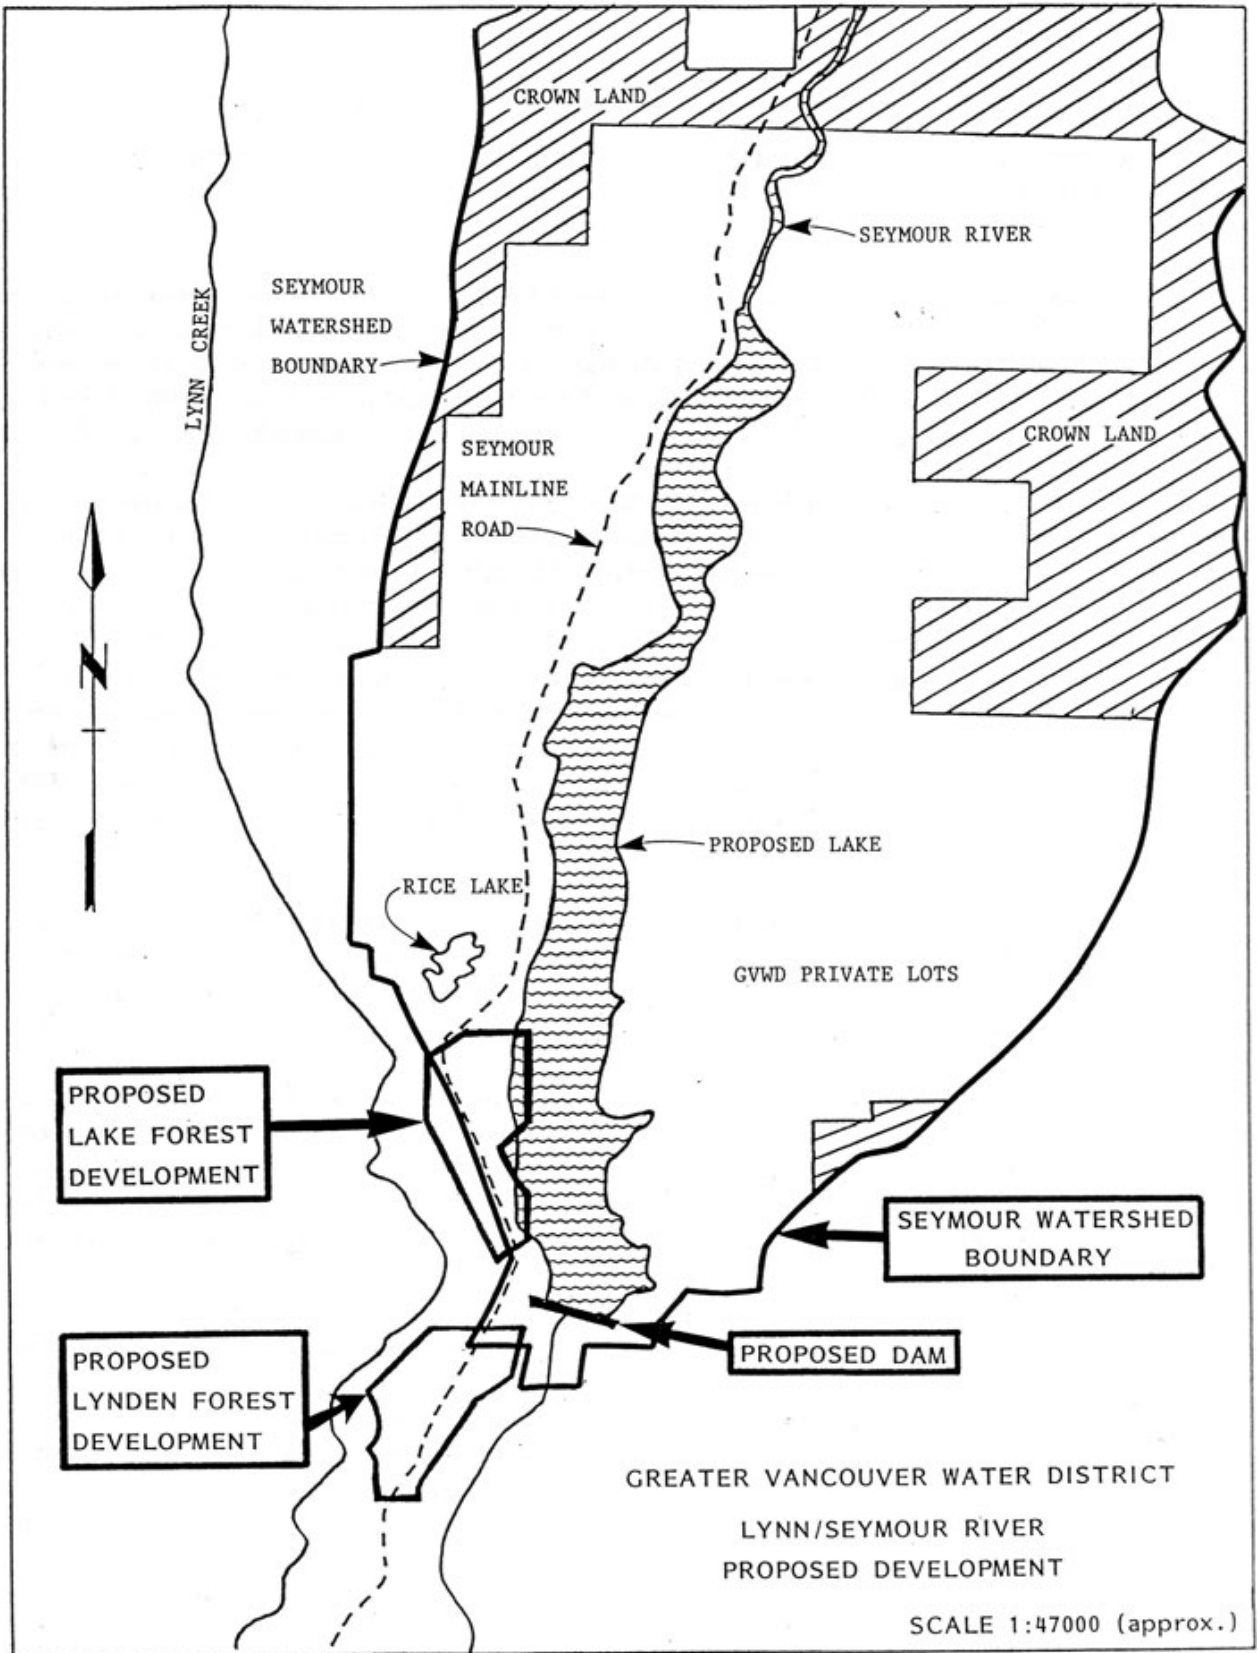 CROWN LAND
SEYMOUR RIVER
SEYMOUR
WATERSHED
BOUNDARY
LYNN CREEK
CROWN LAND
SEYMOUR
MAINLINE
ROAD
N
PROPOSED LAKE
RICE LAKE
GVWD PRIVATE LOTS
PROPOSED
LAKE FOREST
DEVELOPMENT
SEYMOUR WATERSHED
BOUNDARY
PROPOSED DAM
PROPOSED
LYNDEN FOREST
DEVELOPMENT
GREATER VANCOUVER WATER DISTRICT
LYNN/SEYMOUR RIVER
PROPOSED DEVELOPMENT
SCALE 1:47000 (approx.)